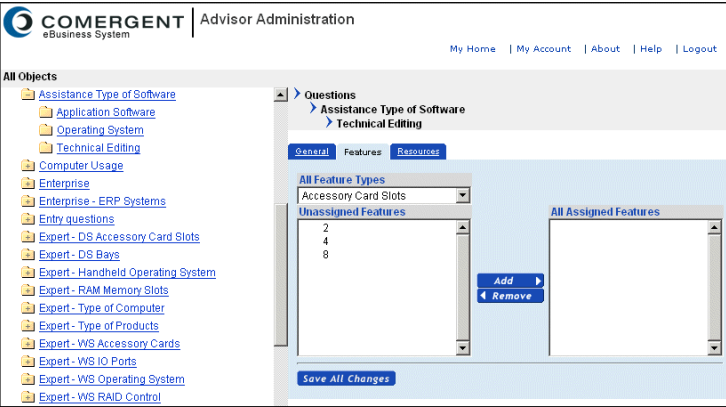 COMERGENT
eBusiness System
Advisor Administration
My Home | My Account | About | Help | Logout
All Objects
Assistance Type of Software
Application Software
Operating System
Technical Editing
Computer Usage
Enterprise
Enterprise - ERP Systems
Entry questions
Expert - DS Accessory Card Slots
Expert - DS Bays
Expert - Handheld Operating System
Expert - RAM Memory Slots
Expert - Type of Computer
Expert - Type of Products
Expert - WS Accessory Cards
Expert - WS IO Ports
Expert - WS Operating System
Expert - WS RAID Control
Questions
Assistance Type of Software
Technical Editing
General Features Resources
All Feature Types
Accessory Card Slots
Unassigned Features
2
4
8
Add
Remove
All Assigned Features
Save All Changes